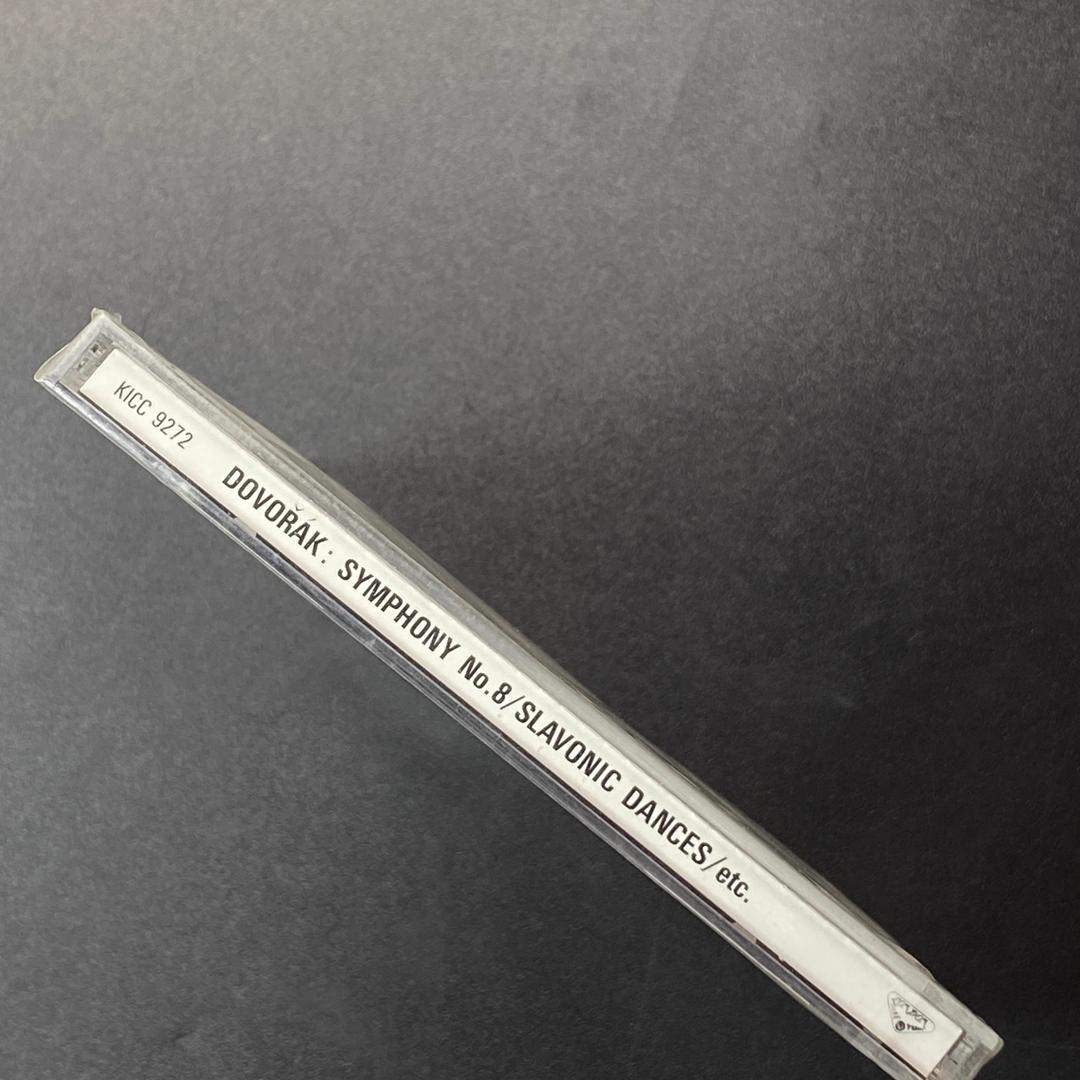 KICC 9272 DOVOŘÁK: SYMPHONY No.8/SLAVONIC DANCES/etc.